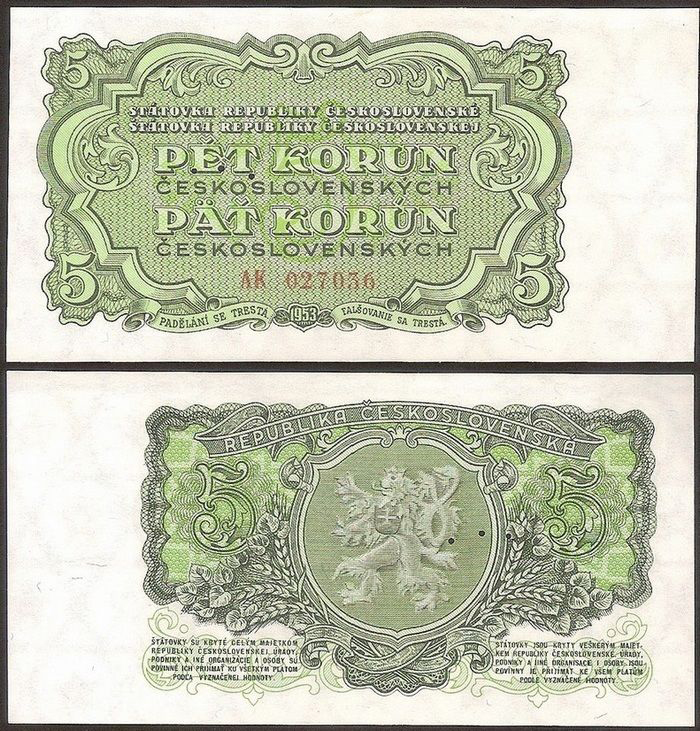 5 5
STÁTOVKA REPUBLIKY ČESKOSLOVENSKÉ
ŠTÁTOVKA REPUBLIKY ČESKOSLOVENSKEJ
PĚT KORUN
ČESKOSLOVENSKÝCH
PÄŤ KORÚN
ČESKOSLOVENSKÝCH
5 AK 027036 5
PADĚLÁNÍ SE TRESTÁ 1953 FALŠOVANIE SA TRESTÁ
REPUBLIKA ČESKOSLOVENSKÁ
5 5
ŠTÁTOVKY SÚ KRYTÉ CELÝM MAJETKOM
REPUBLIKY ČESKOSLOVENSKEJ. ÚRADY,
PODNIKY A INÉ ORGANIZÁCIE A OSOBY SÚ
POVINNÉ ICH PRIJÍMAŤ KU VŠETKÝM PLATOM
PODĽA VYZNAČENEJ HODNOTY.
STÁTOVKY JSOU KRYTY VEŠKERÝM MAJET-
KEM REPUBLIKY ČESKOSLOVENSKÉ. ÚŘADY,
PODNIKY A JINÉ ORGANISACE I OSOBY JSOU
POVINNY JE PŘIJÍMAT KE VŠEM PLATŮM
PODLE VYZNAČENÉ HODNOTY.